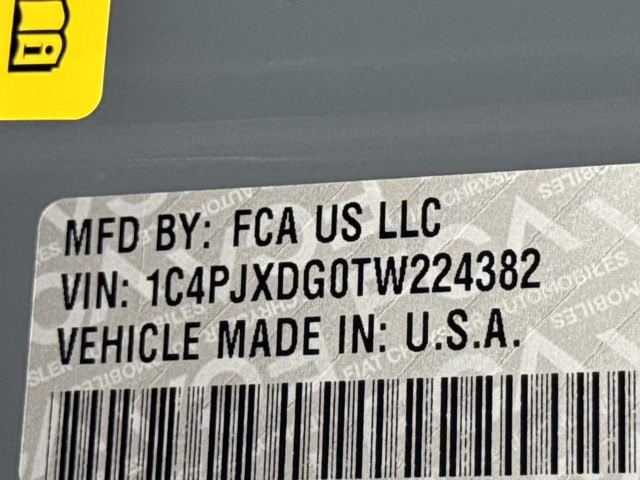 MFD BY: FCA US LLC
VIN: 1C4PJXDG0TW224382
VEHICLE MADE IN: U.S.A.